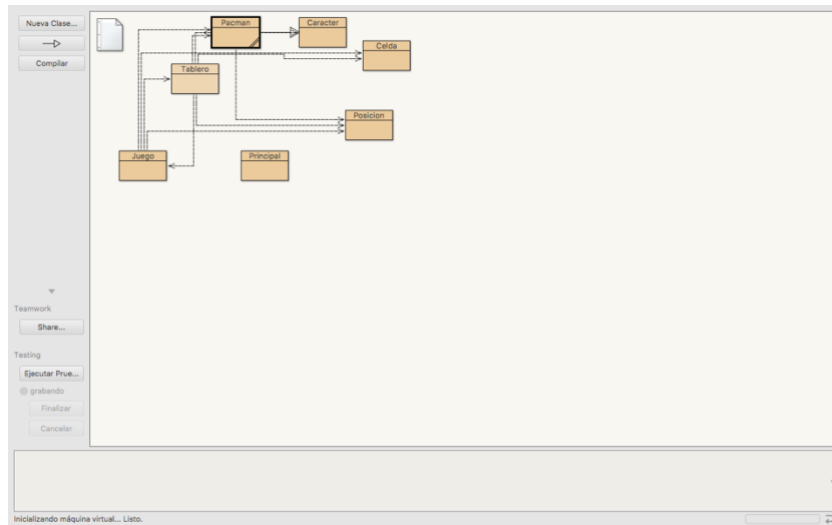 Nueva Clase...
Compilar
Pacman
Caracter
Celda
Tablero
Posicion
Juego
Principal
Teamwork
Share...
Testing
Ejecutar Prue...
grabando
Finalizar
Cancelar
Inicializando máquina virtual... Listo.